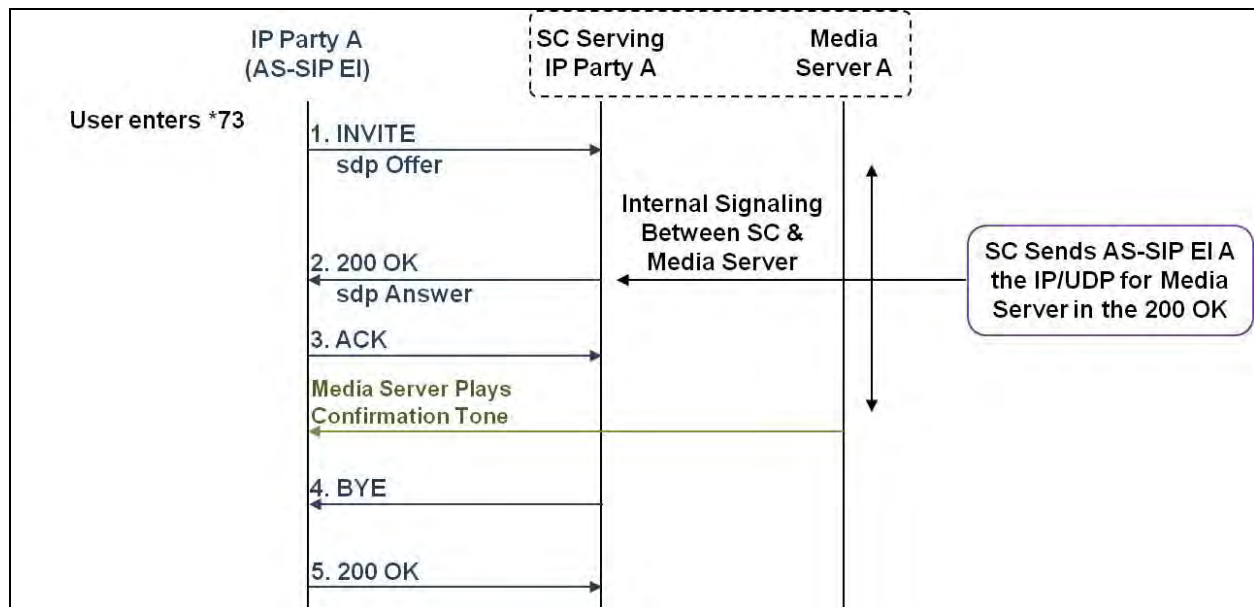 IP Party A
(AS-SIP EI)
SC Serving
IP Party A
Media
Server A
User enters *73
1. INVITE
sdp Offer
Internal Signaling
Between SC &
Media Server
SC Sends AS-SIP EI A
the IP/UDP for Media
Server in the 200 OK
2. 200 OK
sdp Answer
3. ACK
Media Server Plays
Confirmation Tone
4. BYE
5. 200 OK